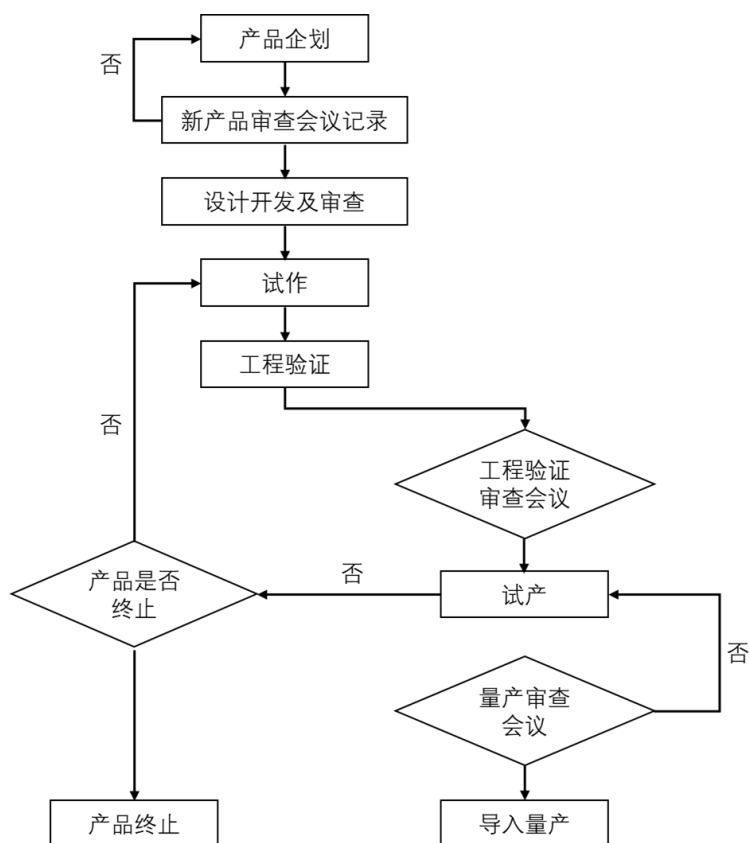 产品企划
否
新产品审查会议记录
设计开发及审查
试作
工程验证
否
工程验证
审查会议
产品是否
终止
否
试产
否
量产审查
会议
产品终止
导入量产